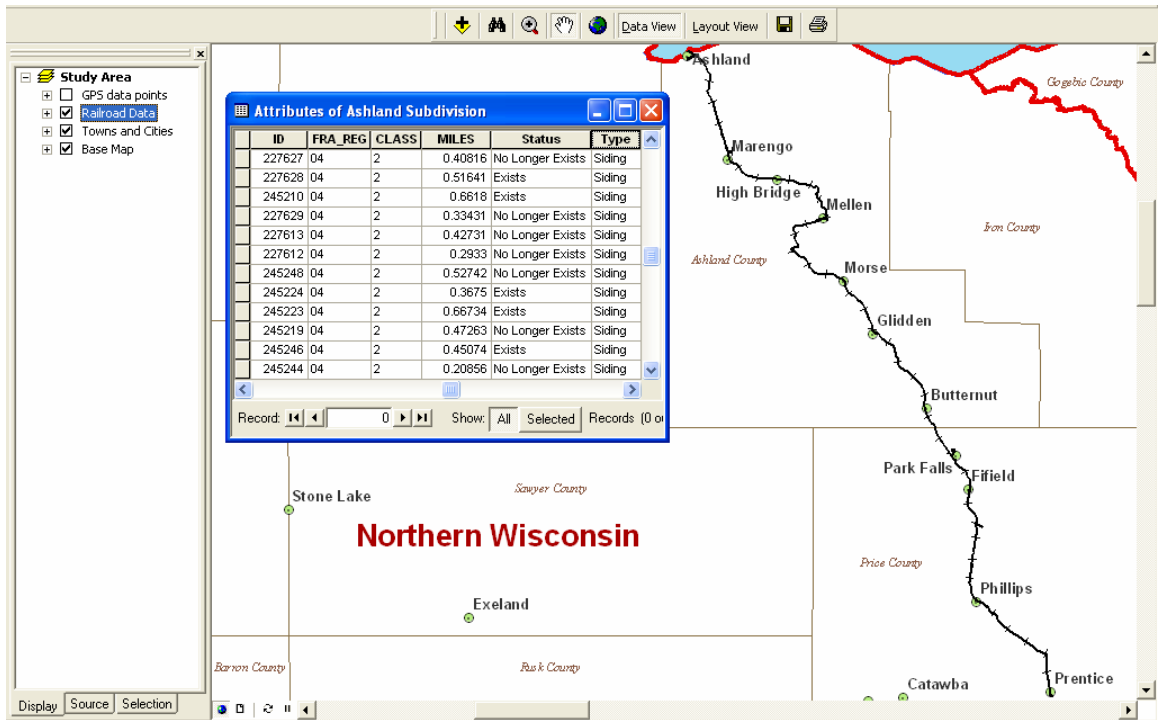 Data View Layout View
x
Study Area
GPS data points
Railroad Data
Towns and Cities
Base Map
Display Source Selection
Attributes of Ashland Subdivision
ID FRA_REG CLASS MILES Status Type
227627 04 2 0.40816 No Longer Exists Siding
227628 04 2 0.51641 Exists Siding
245210 04 2 0.6618 Exists Siding
227629 04 2 0.33431 No Longer Exists Siding
227613 04 2 0.42731 No Longer Exists Siding
227612 04 2 0.2933 No Longer Exists Siding
245248 04 2 0.52742 No Longer Exists Siding
245224 04 2 0.3675 Exists Siding
245223 04 2 0.66734 Exists Siding
245219 04 2 0.47263 No Longer Exists Siding
245246 04 2 0.45074 Exists Siding
245244 04 2 0.20856 No Longer Exists Siding
Record: 0 Show: All Selected Records (0 ou
Ashland
Gogebic County
Marengo
High Bridge
Mellen
Iron County
Ashland County
Morse
Glidden
Butternut
Park Falls
Fifield
Stone Lake
Sawyer County
Northern Wisconsin
Price County
Phillips
Exeland
Barron County
Rusk County
Catawba
Prentice